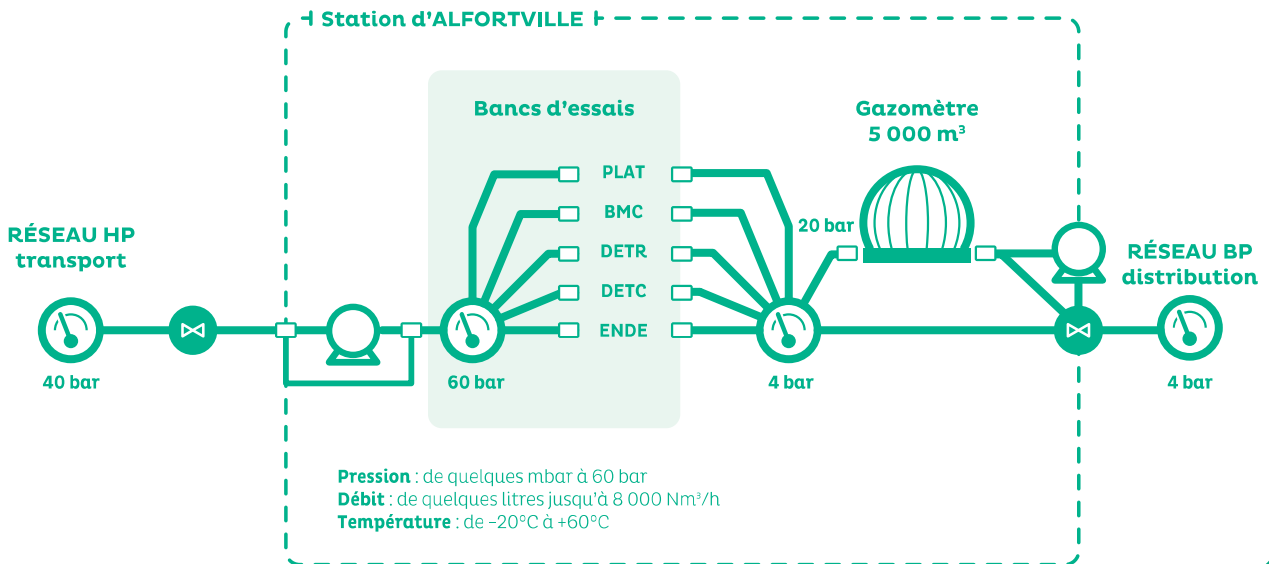 Station d'ALFORTVILLE
Bancs d'essais
Gazomètre
5 000 m³
PLAT
BMC
20 bar
RÉSEAU HP
transport
DETR
RÉSEAU BP
distribution
DETC
ENDE
40 bar
60 bar
4 bar
4 bar
Pression : de quelques mbar à 60 bar
Débit : de quelques litres jusqu'à 8 000 Nm³/h
Température : de -20°C à +60°C